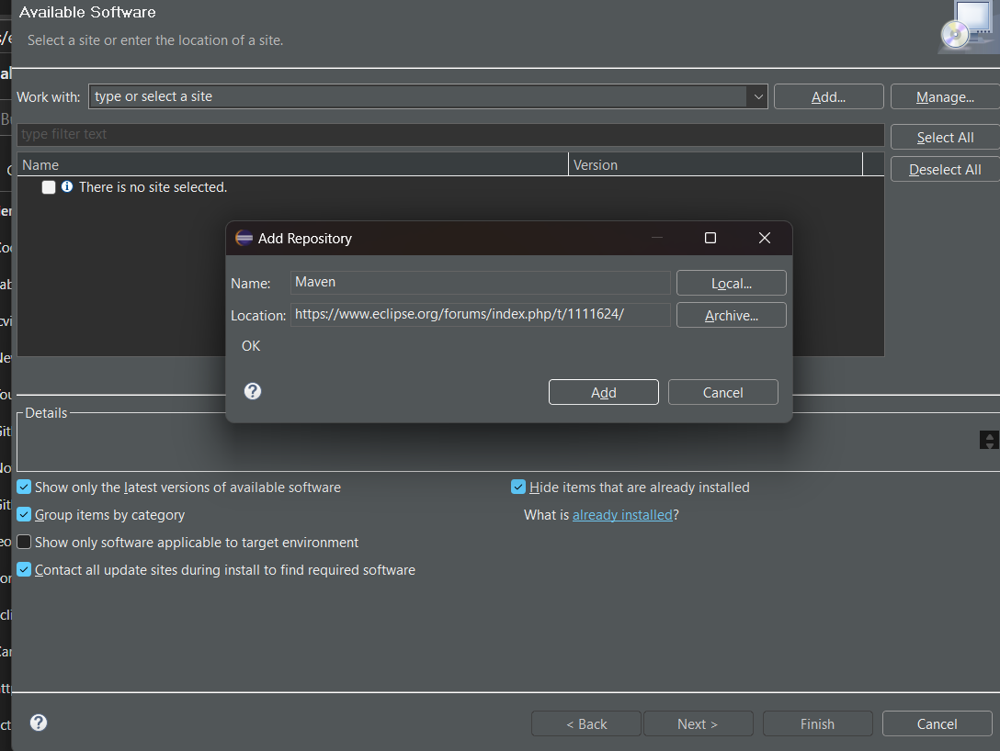 Available Software
Select a site or enter the location of a site.
Work with: type or select a site Add... Manage...
type filter text
Select All
Name Version
Deselect All
There is no site selected.
Add Repository
Name: Maven Local...
Location: https://www.eclipse.org/forums/index.php/t/1111624/ Archive...
OK
Add Cancel
Details
Show only the latest versions of available software Hide items that are already installed
Group items by category What is already installed?
Show only software applicable to target environment
Contact all update sites during install to find required software
< Back Next > Finish Cancel